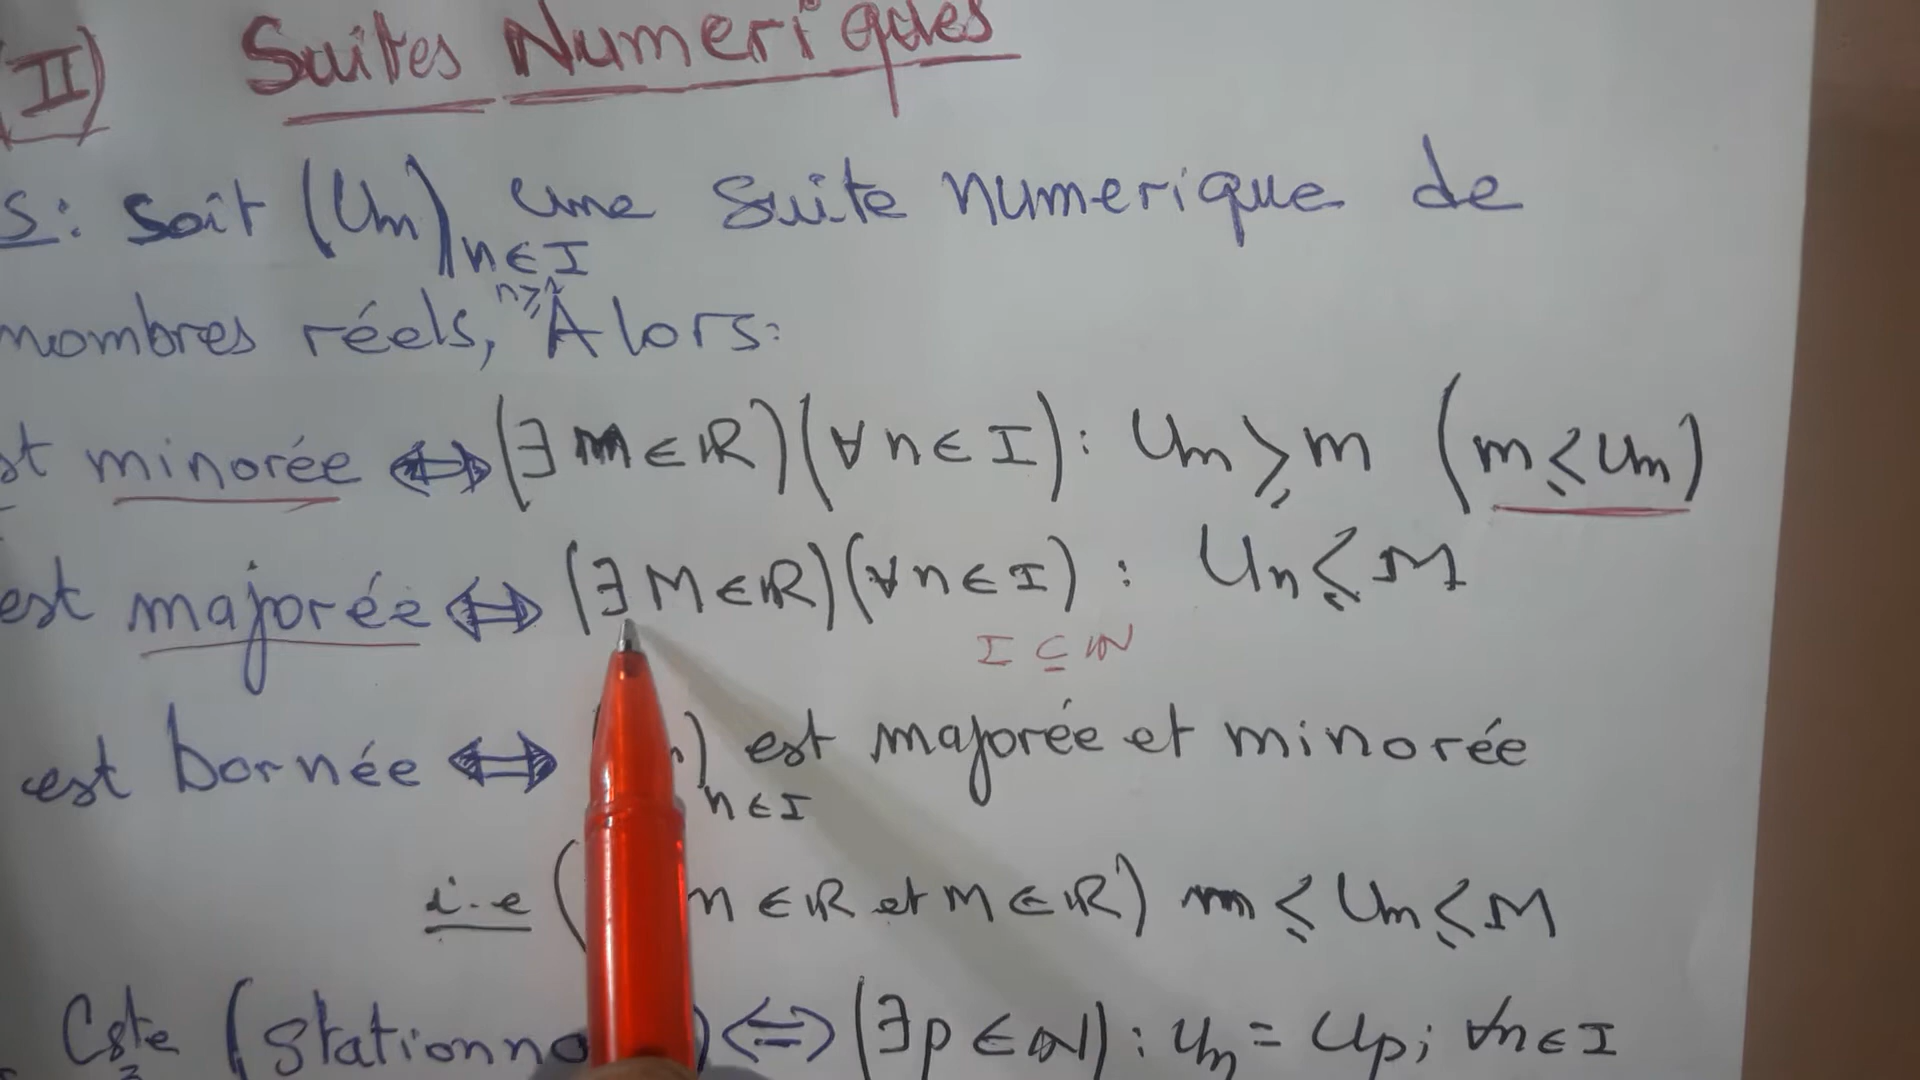 II) Suites Numeriques
s: Soit (Un)n∈I une suite numerique de
n≥1
nombres réels, Alors:
st minorée ⟺ (∃ m∈ℝ)(∀n∈I): Un ≥ m (m ≤ Un)
est majorée ⟺ (∃M∈ℝ)(∀n∈I): Un ≤ M
I ⊆ ℕ
est bornée ⟺ )n∈I est majorée et minorée
i.e ( m∈ℝ et M∈ℝ) m ≤ Un ≤ M
Cste (stationn ) ⟺ (∃p∈ℕ): Un = Up; ∀n∈I